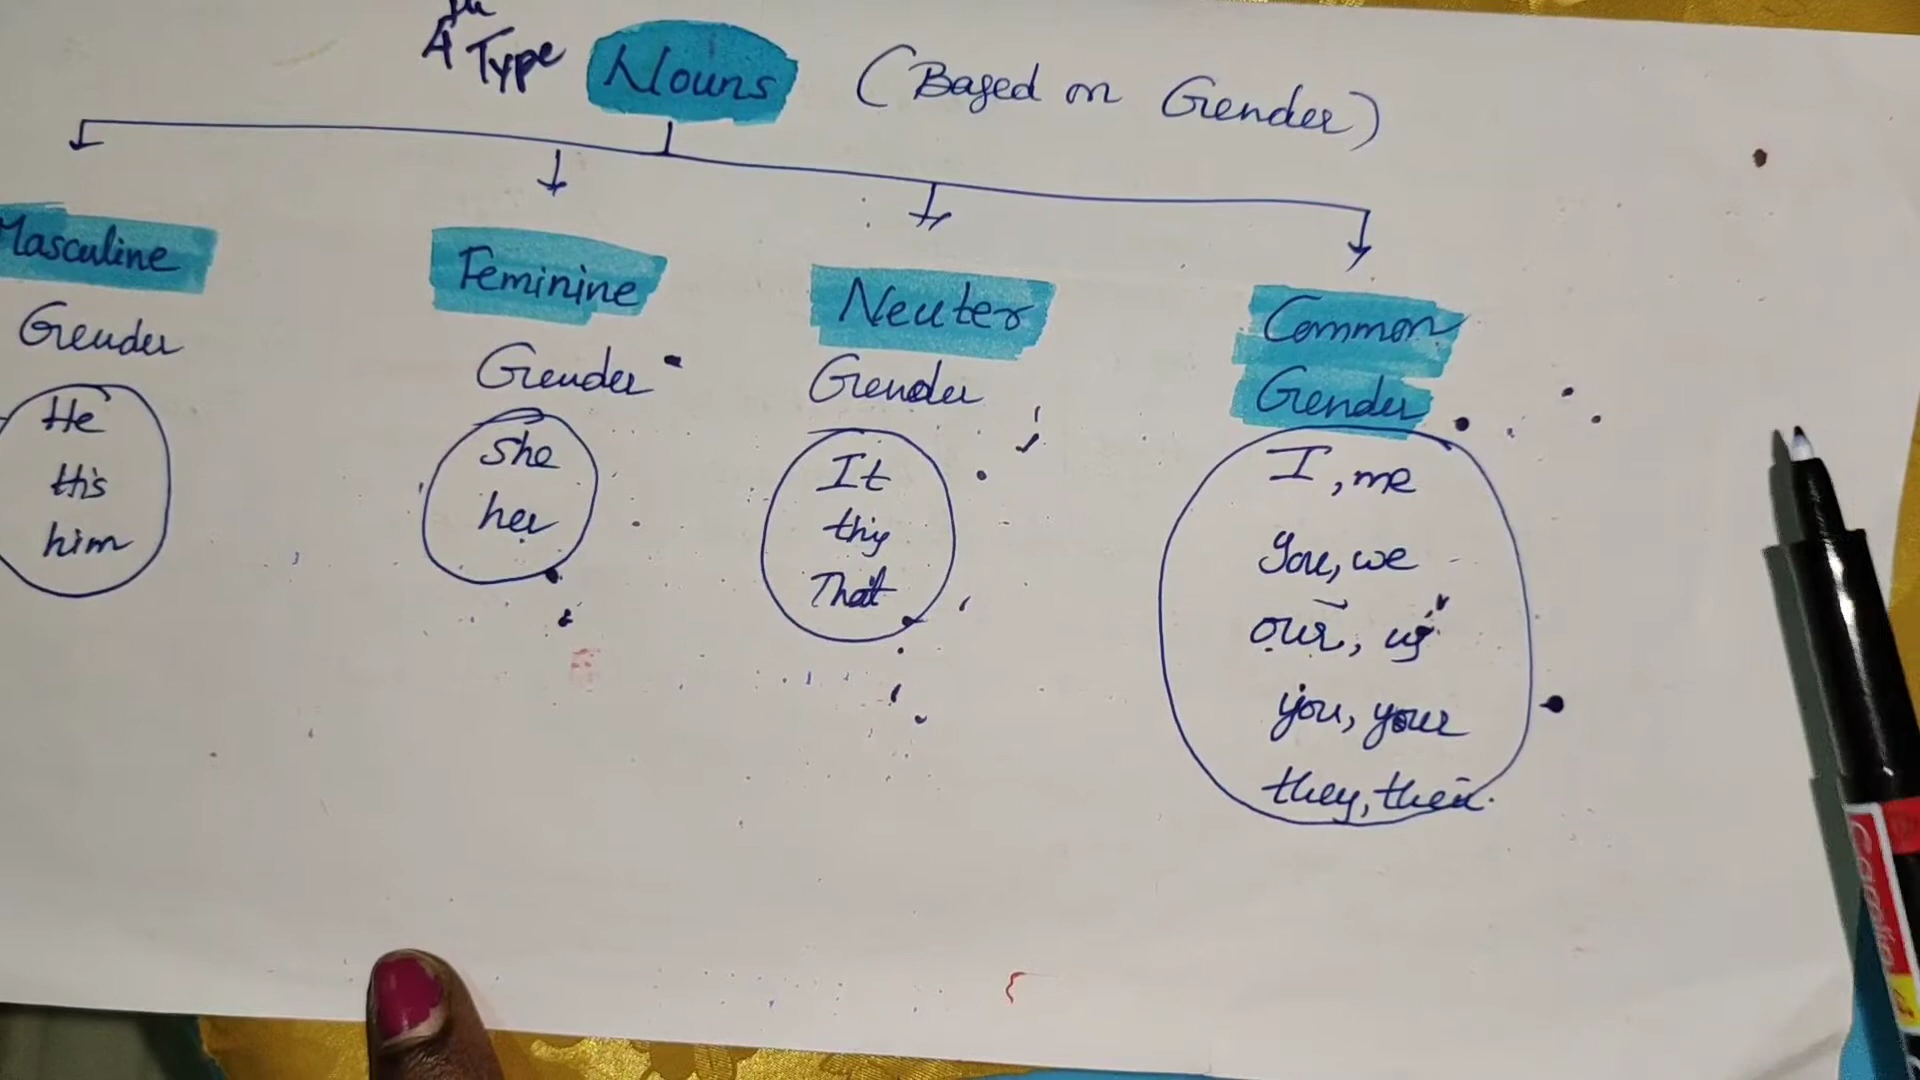 4 Type Nouns (Based on Gender)
Masculine
Gender
He
His
him
Feminine
Gender
she
her
Neuter
Gender
It
this
That
Common
Gender
I, me
You, we
our, us
you, your
they, their.